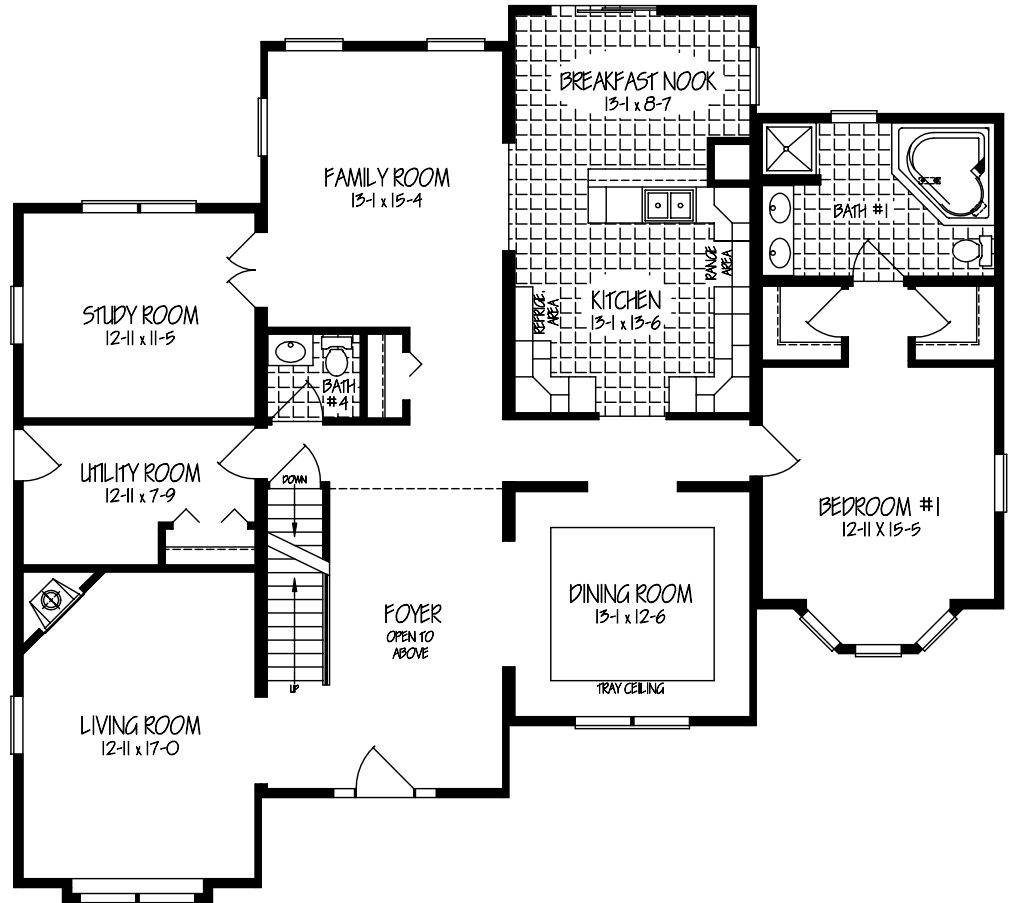 BREAKFAST NOOK
13-1 x 8-7
FAMILY ROOM
13-1 x 15-4
BATH #1
RANGE
AREA
STUDY ROOM
12-11 x 11-5
KITCHEN
13-1 x 13-6
REFRIDG.
AREA
BATH
#4
UTILITY ROOM
12-11 x 7-9
DOWN
BEDROOM #1
12-11 X 15-5
DINING ROOM
13-1 x 12-6
FOYER
OPEN TO
ABOVE
UP
TRAY CEILING
LIVING ROOM
12-11 x 17-0